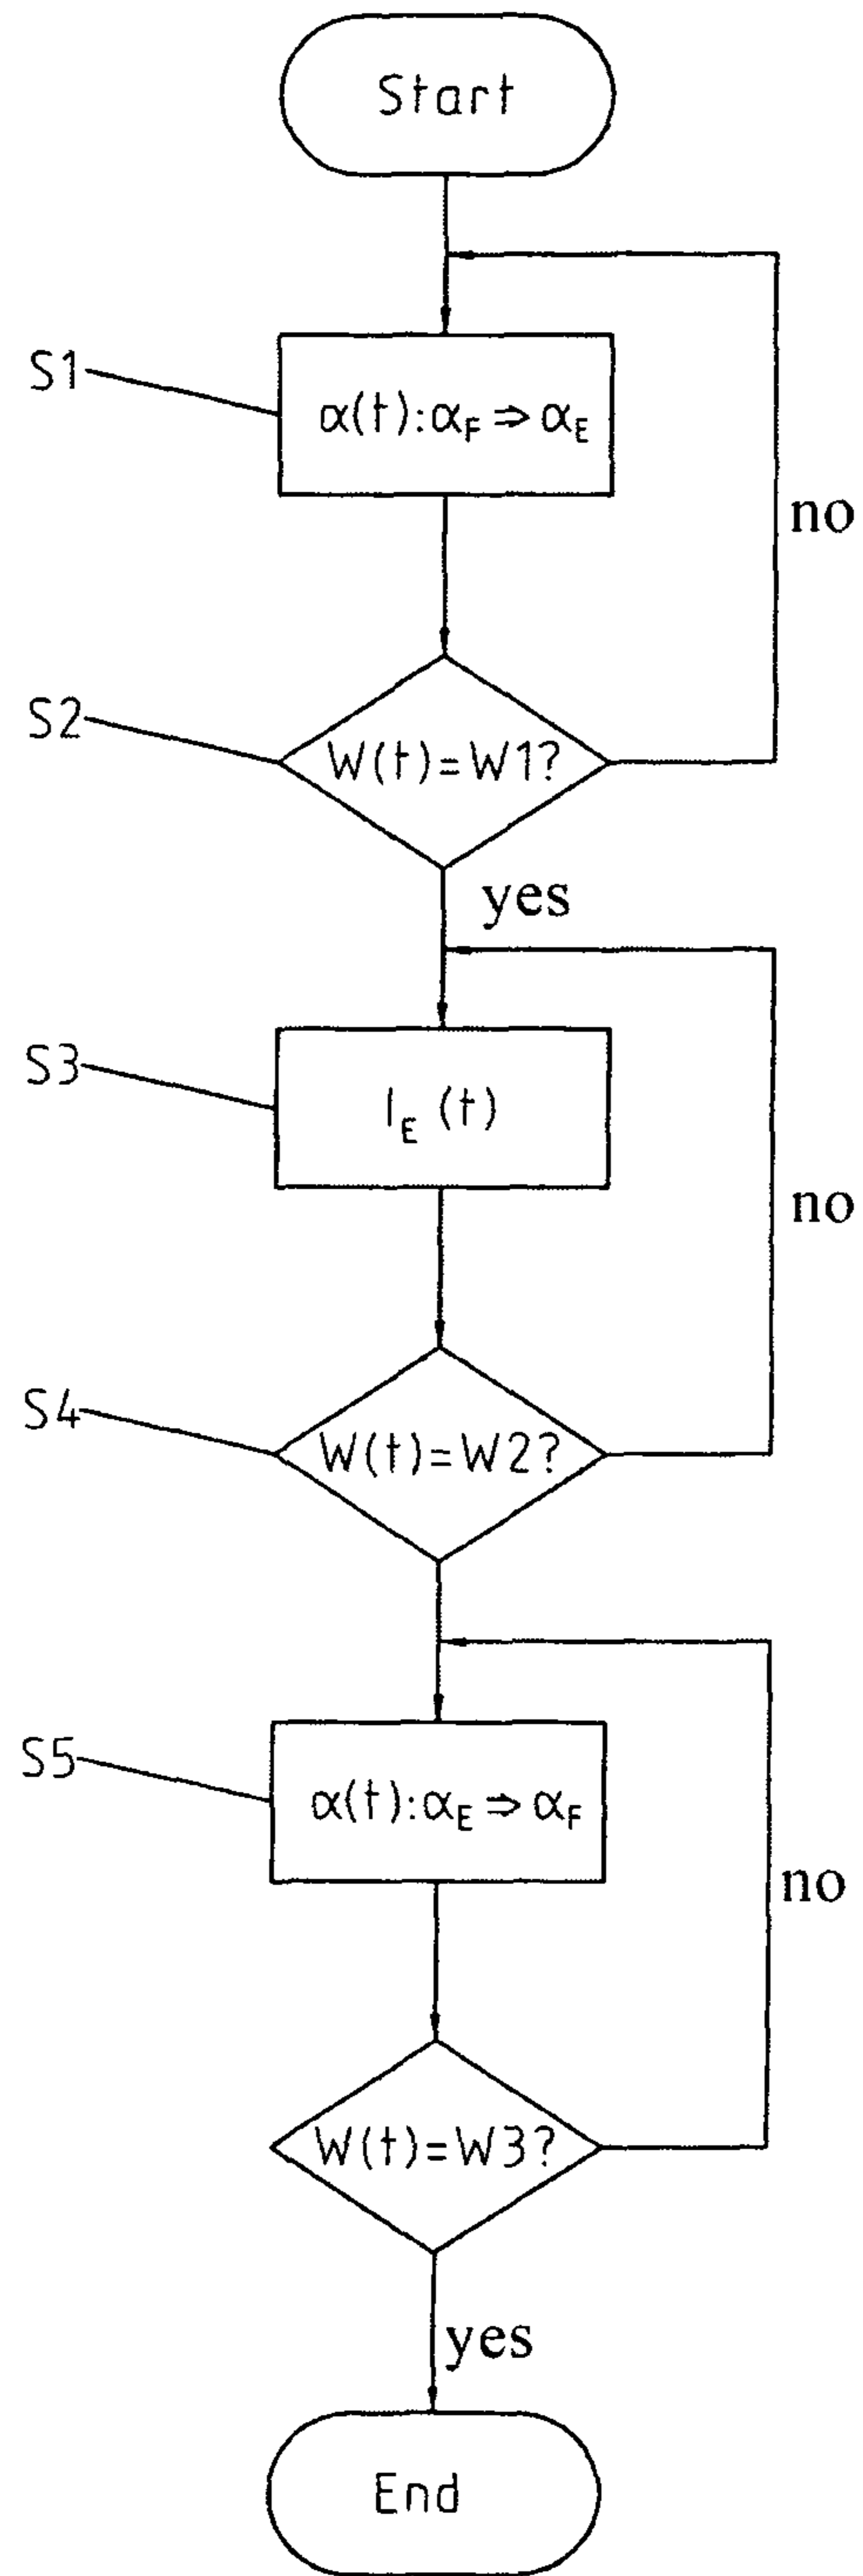 Start
S1
α(t):α_F ⇒ α_E
no
S2
W(t)=W1?
yes
S3
I_E (t)
no
S4
W(t)=W2?
S5
α(t):α_E ⇒ α_F
no
W(t)=W3?
yes
End